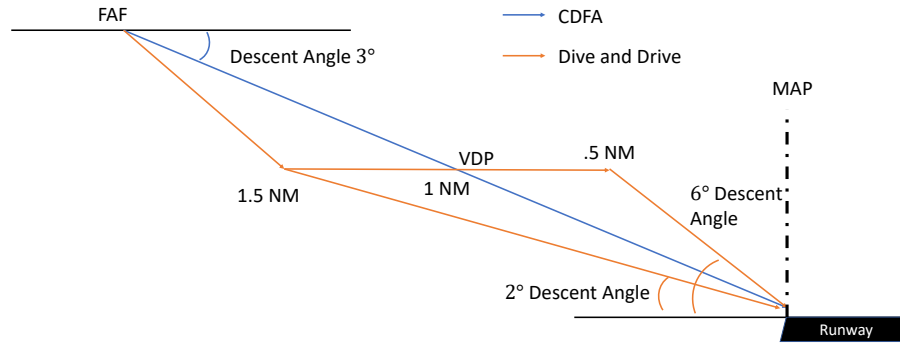 FAF
CDFA
Descent Angle 3°
Dive and Drive
MAP
VDP
.5 NM
1.5 NM
1 NM
6° Descent
Angle
2° Descent Angle
Runway